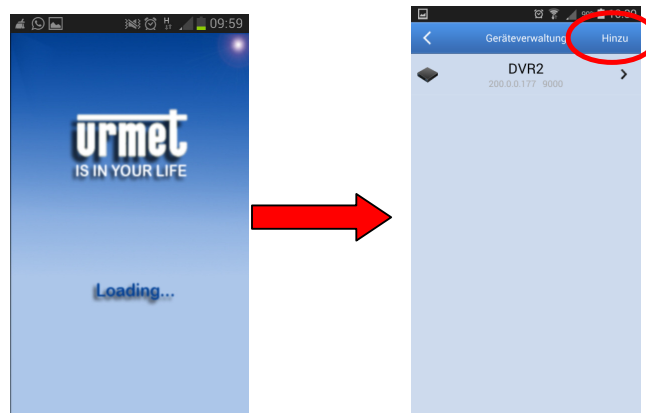 09:59
urmet
IS IN YOUR LIFE
Loading...
Geräteverwaltung Hinzu
DVR2
200.0.0.177 9000